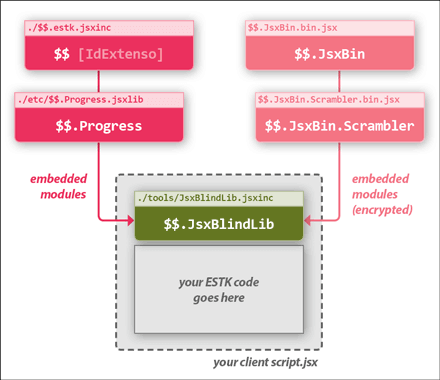 ./$$.estk.jsxinc
$$ [IdExtenso]
./etc/$$.Progress.jsxlib
$$.Progress
$$.JsxBin.bin.jsx
$$.JsxBin
$$.JsxBin.Scrambler.bin.jsx
$$.JsxBin.Scrambler
embedded
modules
embedded
modules
(encrypted)
./tools/JsxBlindLib.jsxinc
$$.JsxBlindLib
your ESTK code
goes here
your client script.jsx